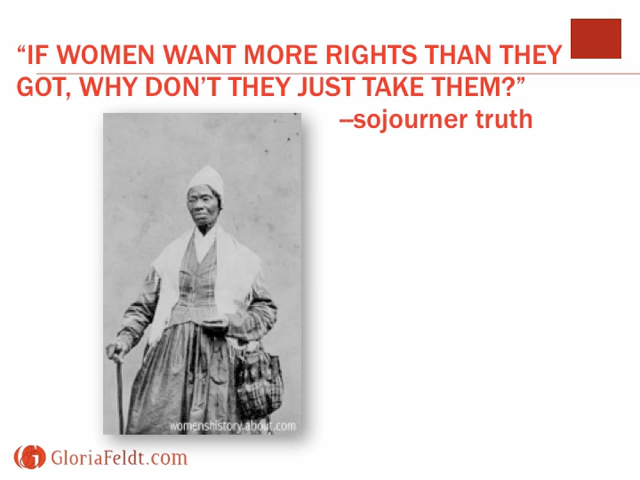 “IF WOMEN WANT MORE RIGHTS THAN THEY
GOT, WHY DON’T THEY JUST TAKE THEM?”
--sojourner truth
womenshistory.about.com
GloriaFeldt.com